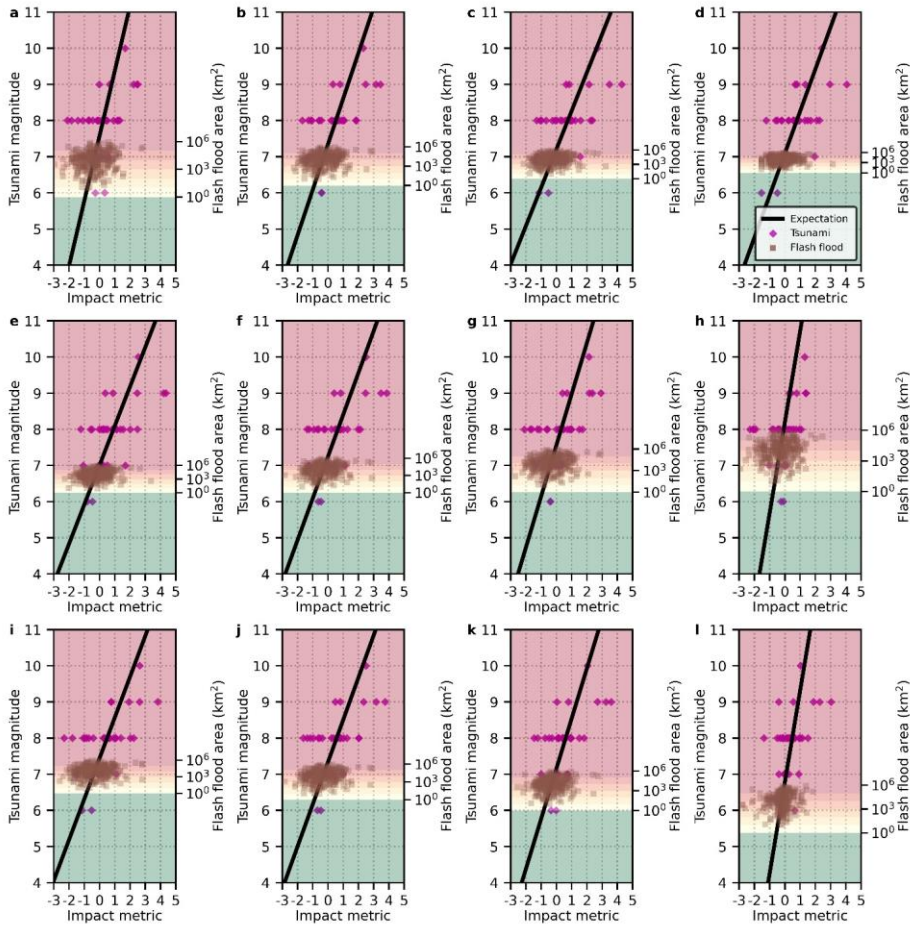 a b c d
11 10 9 8 7 6 5 4
Tsunami magnitude
10⁶ 10³ 10⁰
Flash flood area (km²)
-3 -2 -1 0 1 2 3 4 5
Impact metric
11 10 9 8 7 6 5 4
Tsunami magnitude
10⁶ 10³ 10⁰
Flash flood area (km²)
-3 -2 -1 0 1 2 3 4 5
Impact metric
11 10 9 8 7 6 5 4
Tsunami magnitude
10⁶ 10³ 10⁰
Flash flood area (km²)
-3 -2 -1 0 1 2 3 4 5
Impact metric
11 10 9 8 7 6 5 4
Tsunami magnitude
10⁶ 10³ 10⁰
Flash flood area (km²)
Expectation
Tsunami
Flash flood
-3 -2 -1 0 1 2 3 4 5
Impact metric
e f g h
11 10 9 8 7 6 5 4
Tsunami magnitude
10⁶ 10³ 10⁰
Flash flood area (km²)
-3 -2 -1 0 1 2 3 4 5
Impact metric
11 10 9 8 7 6 5 4
Tsunami magnitude
10⁶ 10³ 10⁰
Flash flood area (km²)
-3 -2 -1 0 1 2 3 4 5
Impact metric
11 10 9 8 7 6 5 4
Tsunami magnitude
10⁶ 10³ 10⁰
Flash flood area (km²)
-3 -2 -1 0 1 2 3 4 5
Impact metric
11 10 9 8 7 6 5 4
Tsunami magnitude
10⁶ 10³ 10⁰
Flash flood area (km²)
-3 -2 -1 0 1 2 3 4 5
Impact metric
i j k l
11 10 9 8 7 6 5 4
Tsunami magnitude
10⁶ 10³ 10⁰
Flash flood area (km²)
-3 -2 -1 0 1 2 3 4 5
Impact metric
11 10 9 8 7 6 5 4
Tsunami magnitude
10⁶ 10³ 10⁰
Flash flood area (km²)
-3 -2 -1 0 1 2 3 4 5
Impact metric
11 10 9 8 7 6 5 4
Tsunami magnitude
10⁶ 10³ 10⁰
Flash flood area (km²)
-3 -2 -1 0 1 2 3 4 5
Impact metric
11 10 9 8 7 6 5 4
Tsunami magnitude
10⁶ 10³ 10⁰
Flash flood area (km²)
-3 -2 -1 0 1 2 3 4 5
Impact metric